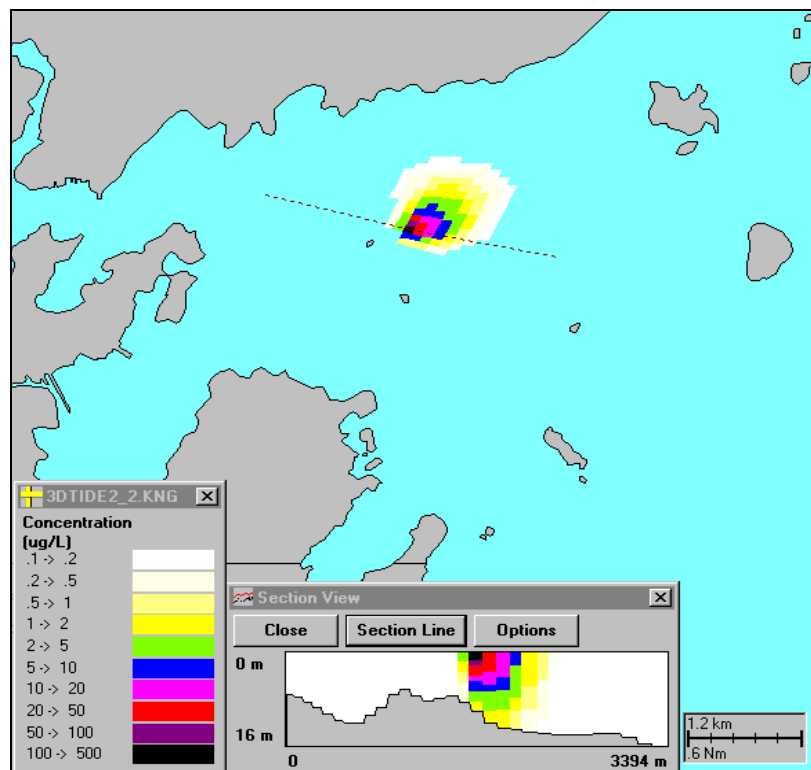 3DTIDE2_2.KNG
Concentration
(ug/L)
.1 -> .2
.2 -> .5
.5 -> 1
1 -> 2
2 -> 5
5 -> 10
10 -> 20
20 -> 50
50 -> 100
100 -> 500
Section View
Close Section Line Options
0 m
16 m
0 3394 m
1.2 km
.6 Nm